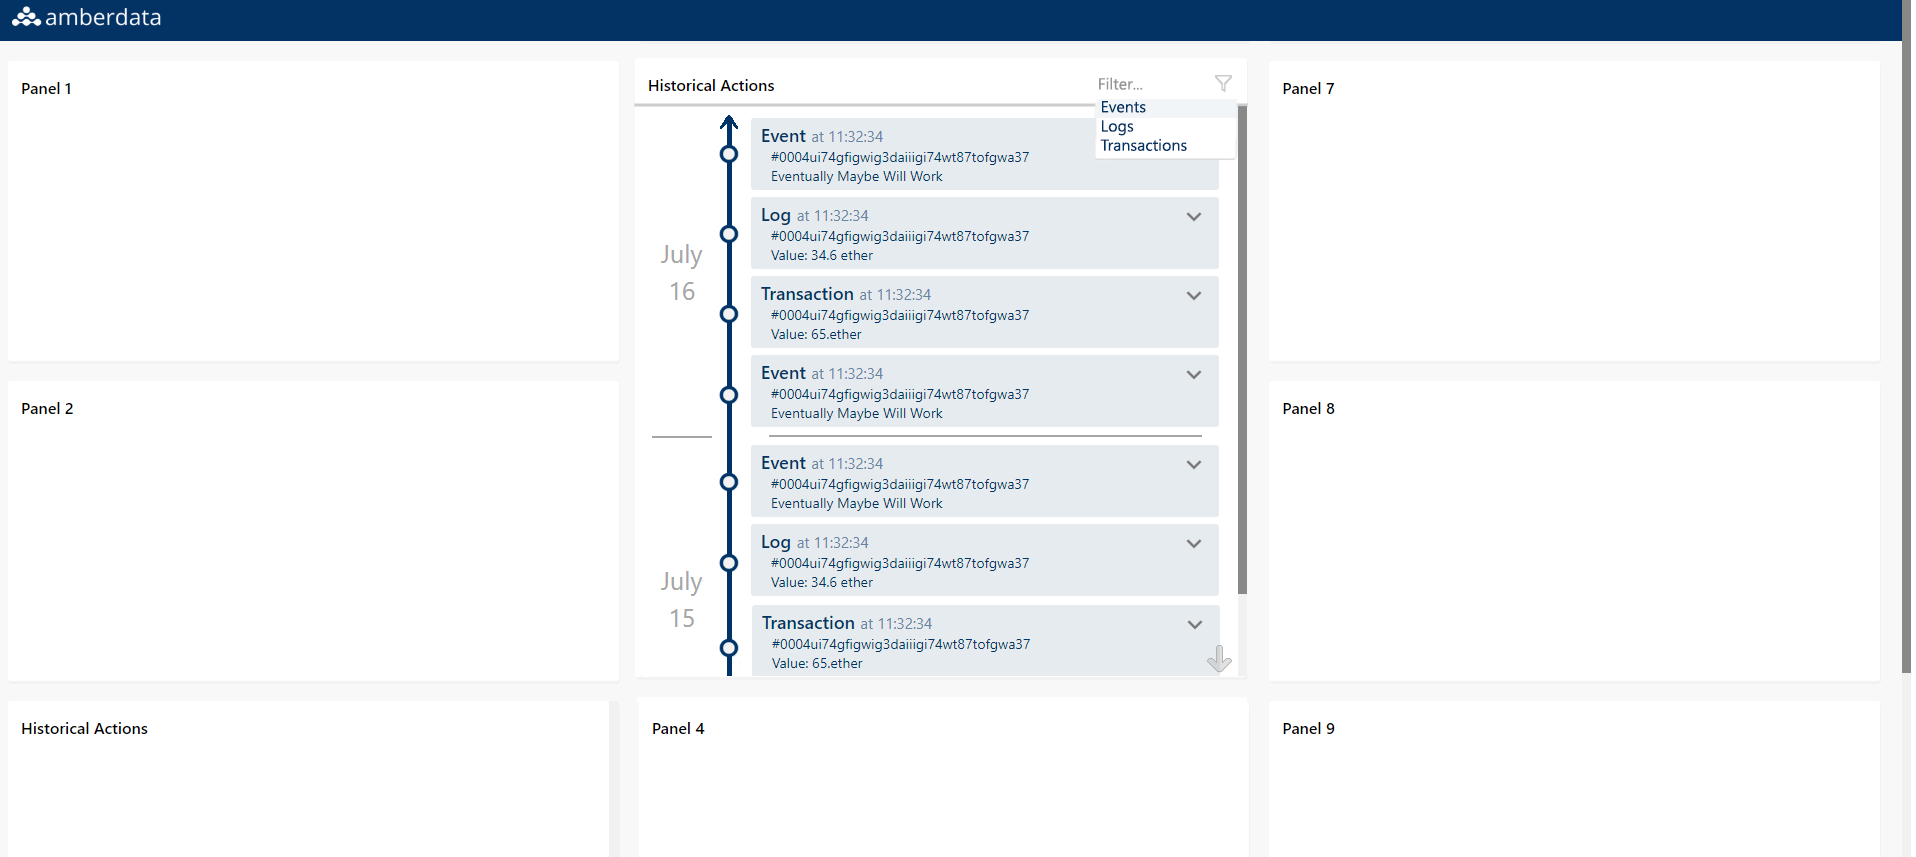 amberdata
Panel 1
Historical Actions
Filter...
Events
Logs
Transactions
Event at 11:32:34
#0004ui74gfigwig3daiiigi74wt87tofgwa37
Eventually Maybe Will Work
Log at 11:32:34
#0004ui74gfigwig3daiiigi74wt87tofgwa37
Value: 34.6 ether
July
16
Transaction at 11:32:34
#0004ui74gfigwig3daiiigi74wt87tofgwa37
Value: 65.ether
Event at 11:32:34
#0004ui74gfigwig3daiiigi74wt87tofgwa37
Eventually Maybe Will Work
Event at 11:32:34
#0004ui74gfigwig3daiiigi74wt87tofgwa37
Eventually Maybe Will Work
Log at 11:32:34
#0004ui74gfigwig3daiiigi74wt87tofgwa37
Value: 34.6 ether
July
15
Transaction at 11:32:34
#0004ui74gfigwig3daiiigi74wt87tofgwa37
Value: 65.ether
Panel 7
Panel 2
Panel 8
Historical Actions
Panel 4
Panel 9